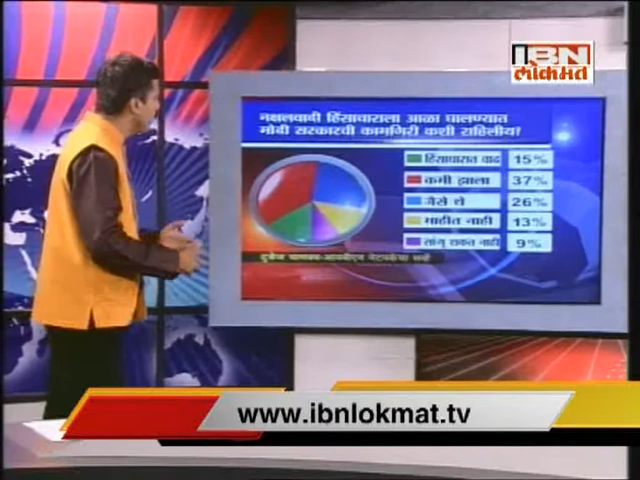 IBN
लोकमत
नक्षलवादी हिंसाचाराला आळा घालण्यात
मोदी सरकारची कामगिरी कशी राहिलीय?
हिंसाचारात वाढ 15%
कमी झाला 37%
जैसे थे 26%
माहीत नाही 13%
सांगू शकत नाही 9%
www.ibnlokmat.tv